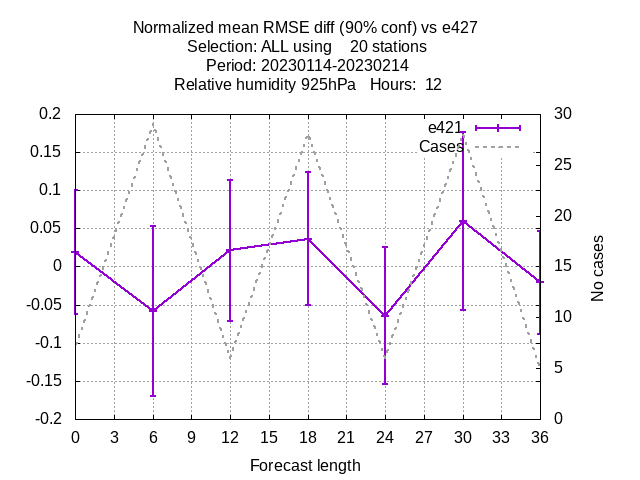 Normalized mean RMSE diff (90% conf) vs e427
Selection: ALL using    20 stations
Period: 20230114-20230214
Relative humidity 925hPa   Hours:  12
0.2
0.15
0.1
0.05
0
-0.05
-0.1
-0.15
-0.2
e421
Cases
30
25
20
15
10
5
0
No cases
0 3 6 9 12 15 18 21 24 27 30 33 36
Forecast length